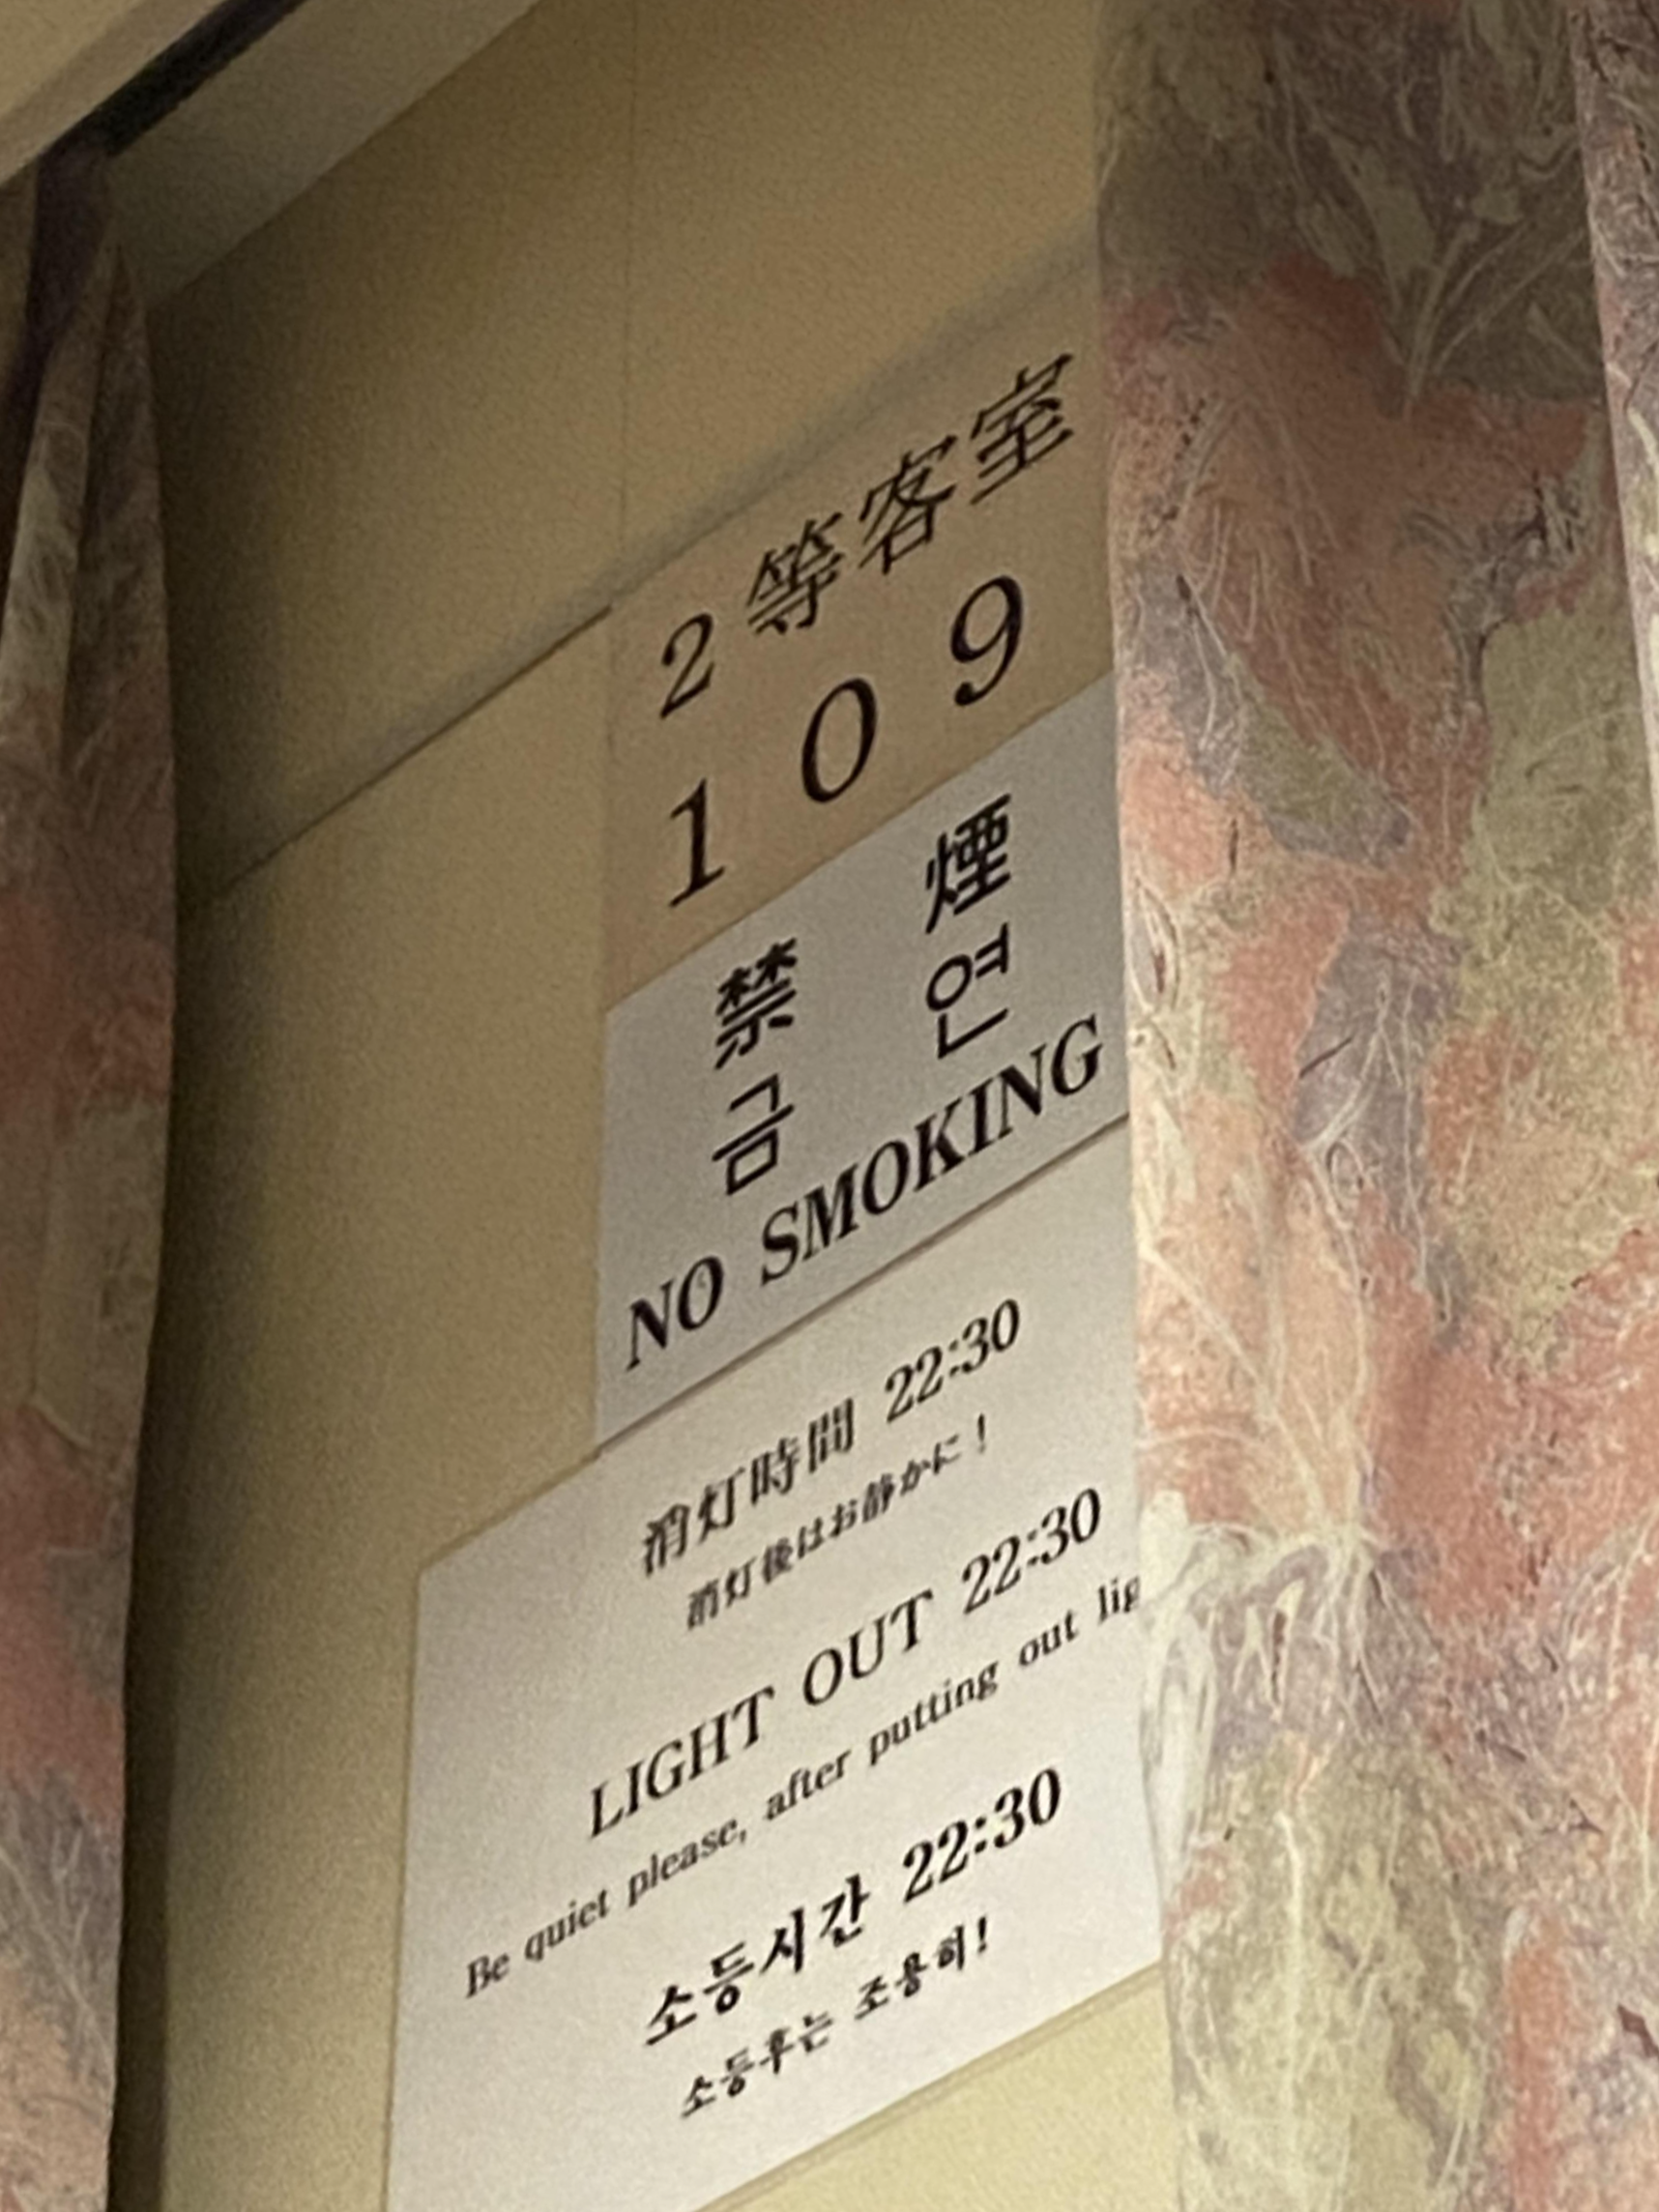 2等客室
109
禁 煙
금 연
NO SMOKING
消灯時間 22:30
消灯後はお静かに!
LIGHT OUT 22:30
Be quiet please, after putting out lig
소등시간 22:30
소등후는 조용히!